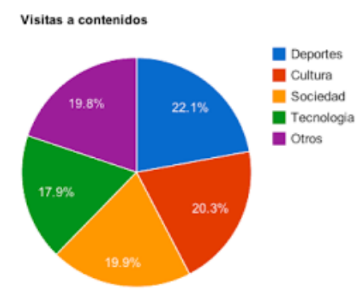 Visitas a contenidos
Deportes
Cultura
Sociedad
Tecnologia
Otros
22.1%
20.3%
19.9%
17.9%
19.8%